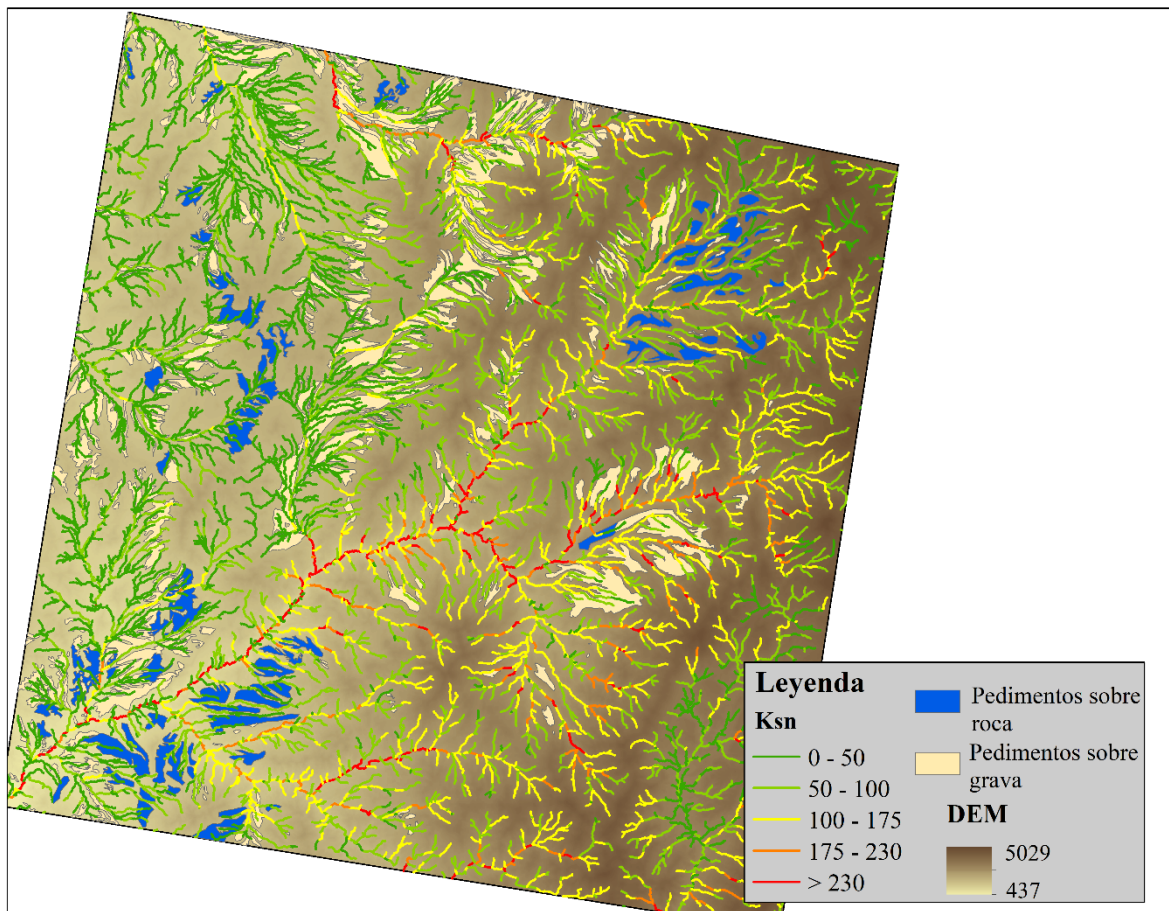 Leyenda
Ksn
0 - 50
50 - 100
100 - 175
175 - 230
> 230
Pedimentos sobre
roca
Pedimentos sobre
grava
DEM
5029
437